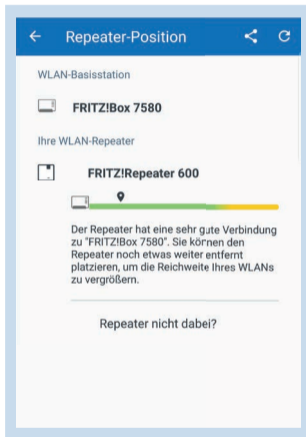 Repeater-Position
WLAN-Basisstation
FRITZ!Box 7580
Ihre WLAN-Repeater
FRITZ!Repeater 600
Der Repeater hat eine sehr gute Verbindung
zu "FRITZ!Box 7580". Sie können den
Repeater noch etwas weiter entfernt
platzieren, um die Reichweite Ihres WLANs
zu vergrößern.
Repeater nicht dabei?